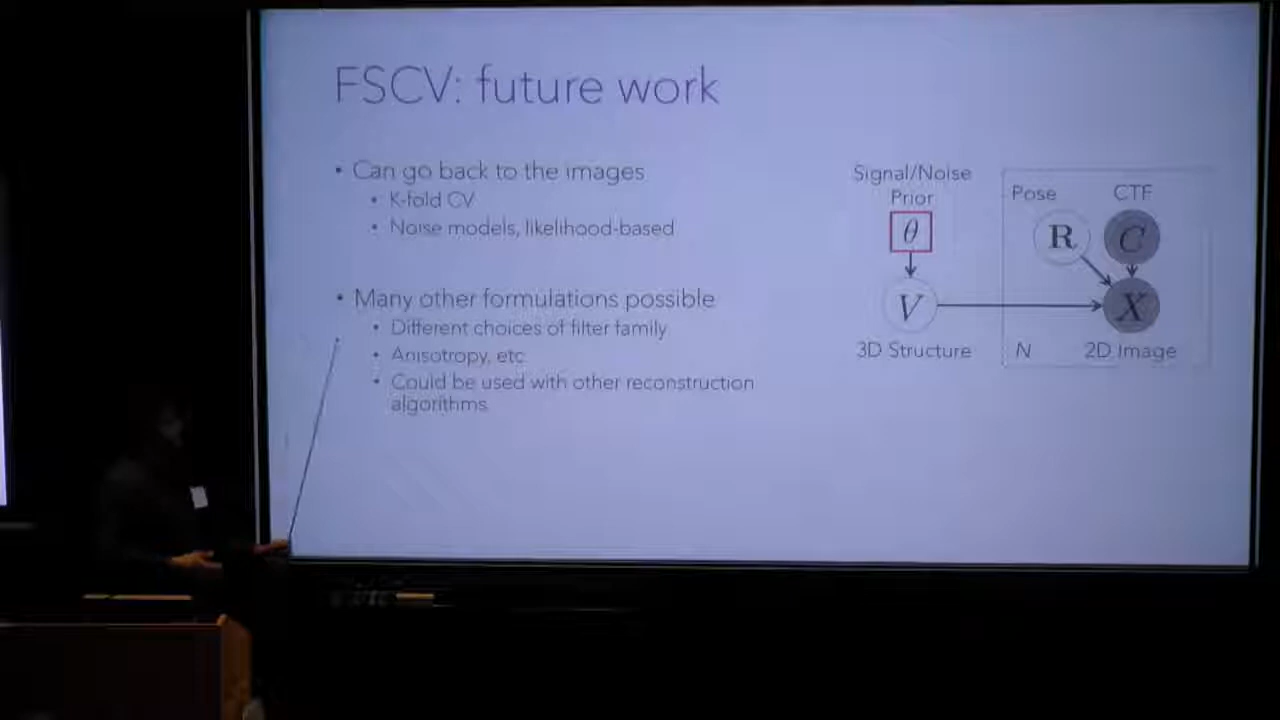 FSCV: future work
• Can go back to the images
• K-fold CV
• Noise models, likelihood-based
• Many other formulations possible
• Different choices of filter family
• Anisotropy, etc
• Could be used with other reconstruction
algorithms
Signal/Noise
Prior
θ
V
3D Structure
Pose
CTF
R
C
X
N
2D Image